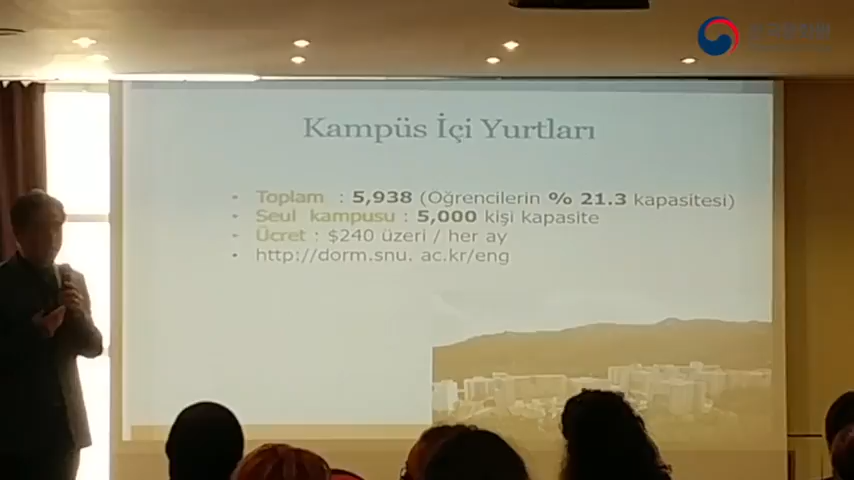 Kampüs İçi Yurtları
• Toplam : 5,938 (Öğrencilerin % 21.3 kapasitesi)
• Seul kampusu : 5,000 kişi kapasite
• Ücret : $240 üzeri / her ay
• http://dorm.snu. ac.kr/eng